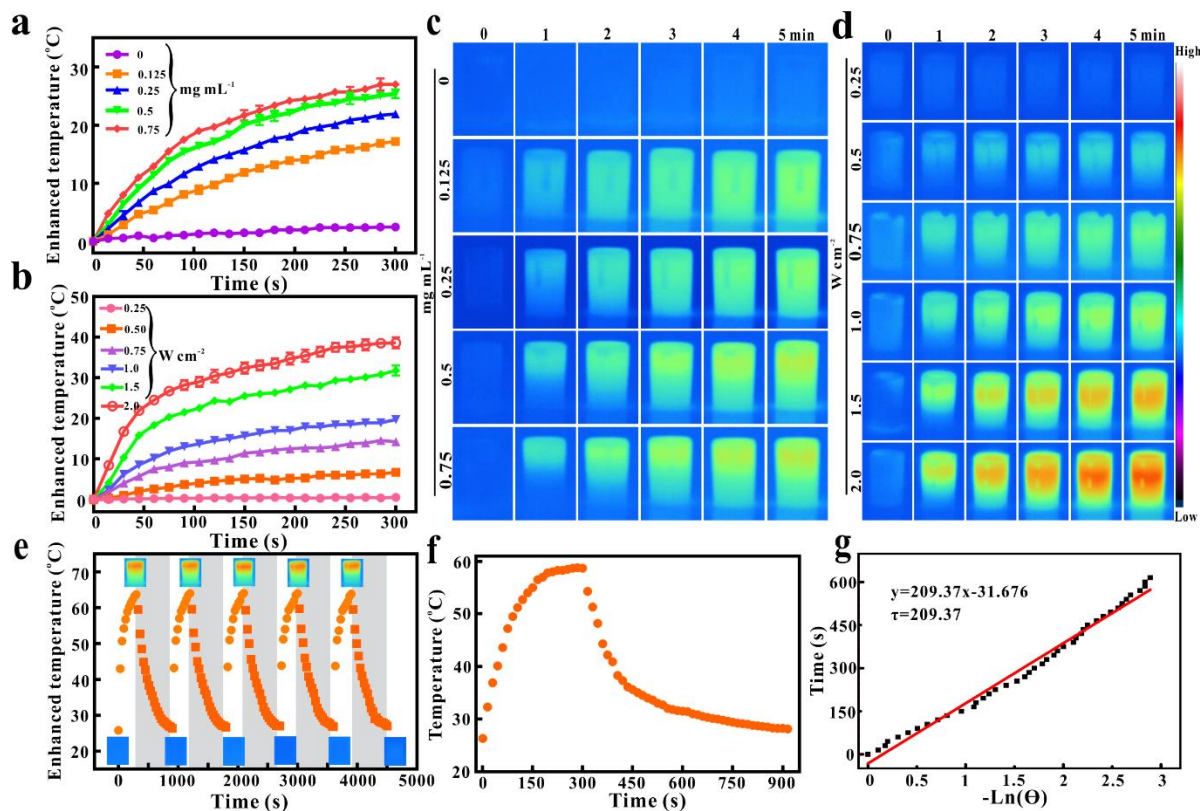 a
Enhanced temperature (°C)
30
20
10
0
0
0.125
0.25
0.5
0.75
mg mL⁻¹
0 50 100 150 200 250 300
Time (s)
b
Enhanced temperature (°C)
50
40
30
20
10
0
0.25
0.50
0.75
1.0
1.5
2.0
W cm⁻²
0 50 100 150 200 250 300
Time (s)
c
0 1 2 3 4 5 min
mg mL⁻¹
0
0.125
0.25
0.5
0.75
d
0 1 2 3 4 5 min
W cm⁻²
0.25
0.5
0.75
1.0
1.5
2.0
High
Low
e
Enhanced temperature (°C)
70
60
50
40
30
20
0 1000 2000 3000 4000 5000
Time (s)
f
Temperature (°C)
60
50
40
30
20
0 150 300 450 600 750 900
Time (s)
g
y=209.37x-31.676
τ=209.37
Time (s)
600
450
300
150
0
0 0.5 1 1.5 2 2.5 3
-Ln(Θ)